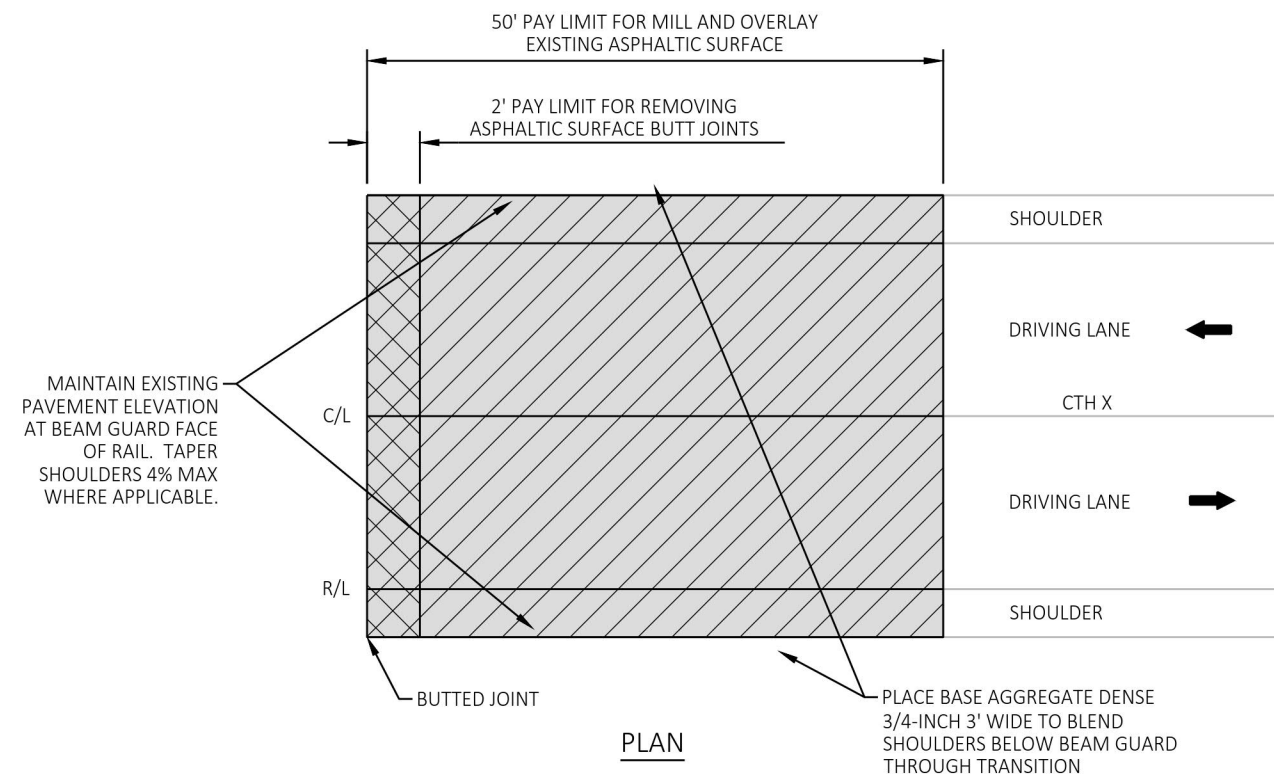 50' PAY LIMIT FOR MILL AND OVERLAY
EXISTING ASPHALTIC SURFACE
2' PAY LIMIT FOR REMOVING
ASPHALTIC SURFACE BUTT JOINTS
SHOULDER
DRIVING LANE
MAINTAIN EXISTING
PAVEMENT ELEVATION
AT BEAM GUARD FACE
OF RAIL. TAPER
SHOULDERS 4% MAX
WHERE APPLICABLE.
C/L
CTH X
DRIVING LANE
R/L
SHOULDER
BUTTED JOINT
PLACE BASE AGGREGATE DENSE
3/4-INCH 3' WIDE TO BLEND
SHOULDERS BELOW BEAM GUARD
THROUGH TRANSITION
PLAN